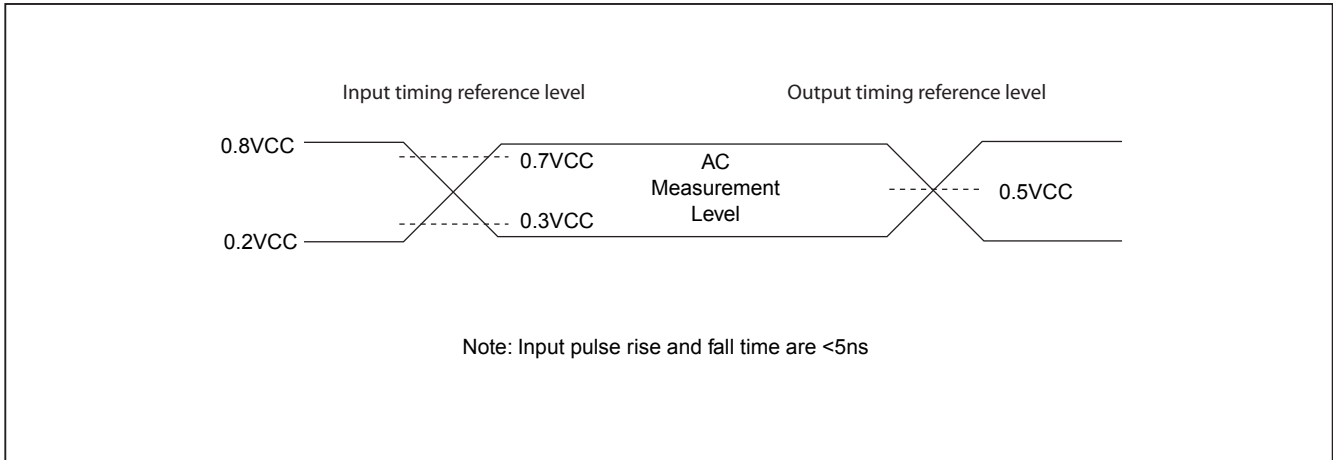 Input timing reference level
Output timing reference level
0.8VCC
0.7VCC
AC
Measurement
Level
0.5VCC
0.3VCC
0.2VCC
Note: Input pulse rise and fall time are <5ns